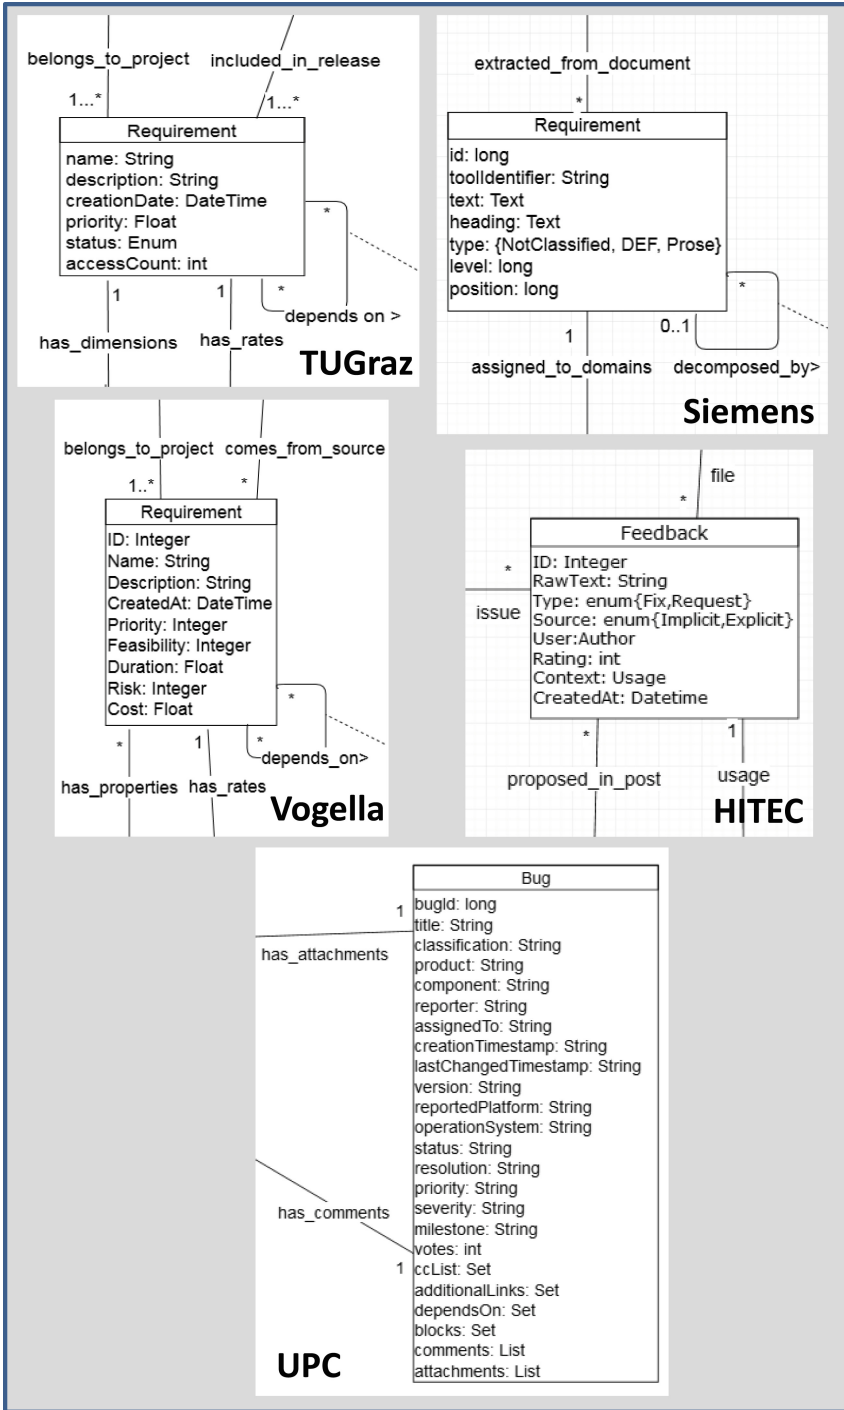 belongs_to_project included_in_release
1...* 1...*
Requirement
name: String
description: String
creationDate: DateTime
priority: Float
status: Enum
accessCount: int
*
*
1 1
depends on >
has_dimensions has_rates
TUGraz
extracted_from_document
*
Requirement
id: long
toolIdentifier: String
text: Text
heading: Text
type: {NotClassified, DEF, Prose}
level: long
position: long
*
1 0..1
assigned_to_domains decomposed_by>
Siemens
belongs_to_project comes_from_source
1..* *
Requirement
ID: Integer
Name: String
Description: String
CreatedAt: DateTime
Priority: Integer
Feasibility: Integer
Duration: Float
Risk: Integer
Cost: Float
*
* 1 *
depends_on>
has_properties has_rates
Vogella
file
*
Feedback
*
issue
ID: Integer
RawText: String
Type: enum{Fix,Request}
Source: enum{Implicit,Explicit}
User:Author
Rating: int
Context: Usage
CreatedAt: Datetime
* 1
proposed_in_post usage
HITEC
Bug
1
has_attachments
bugId: long
title: String
classification: String
product: String
component: String
reporter: String
assignedTo: String
creationTimestamp: String
lastChangedTimestamp: String
version: String
reportedPlatform: String
operationSystem: String
status: String
resolution: String
priority: String
severity: String
milestone: String
votes: int
ccList: Set
additionalLinks: Set
dependsOn: Set
blocks: Set
comments: List
attachments: List
has_comments
1
UPC